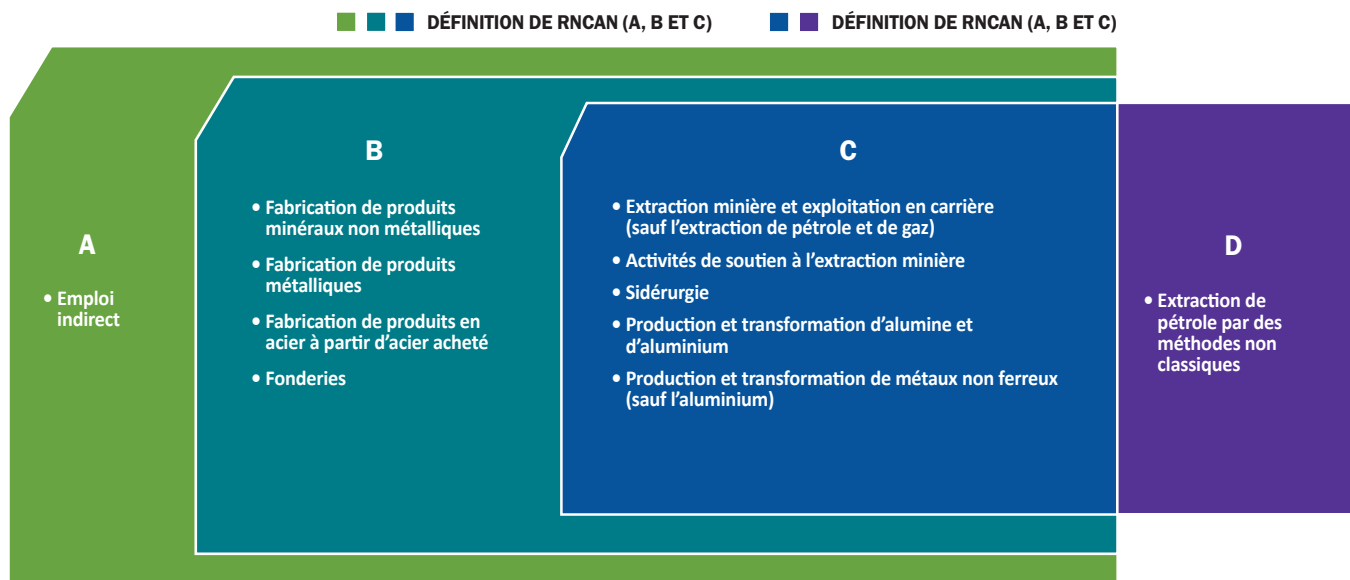 DÉFINITION DE RNCAN (A, B ET C)
DÉFINITION DE RNCAN (A, B ET C)
A
• Emploi
indirect
B
• Fabrication de produits
minéraux non métalliques
• Fabrication de produits
métalliques
• Fabrication de produits en
acier à partir d’acier acheté
• Fonderies
C
• Extraction minière et exploitation en carrière
(sauf l’extraction de pétrole et de gaz)
• Activités de soutien à l’extraction minière
• Sidérurgie
• Production et transformation d’alumine et
d’aluminium
• Production et transformation de métaux non ferreux
(sauf l’aluminium)
D
• Extraction de
pétrole par des
méthodes non
classiques